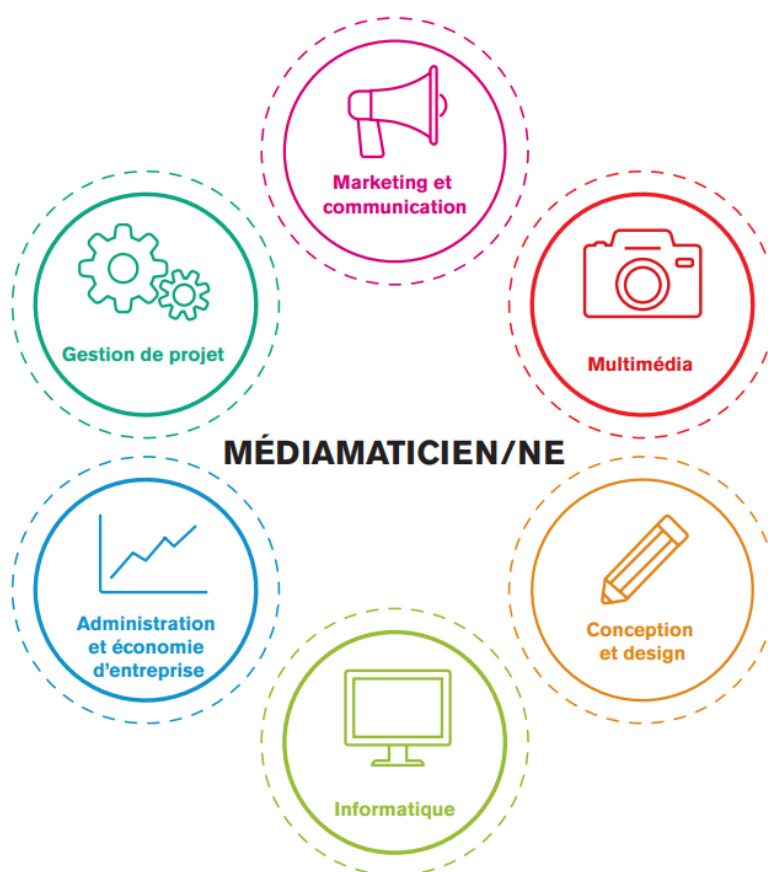 Marketing et
communication
Gestion de projet
Multimédia
MÉDIAMATICIEN/NE
Administration
et économie
d'entreprise
Conception
et design
Informatique